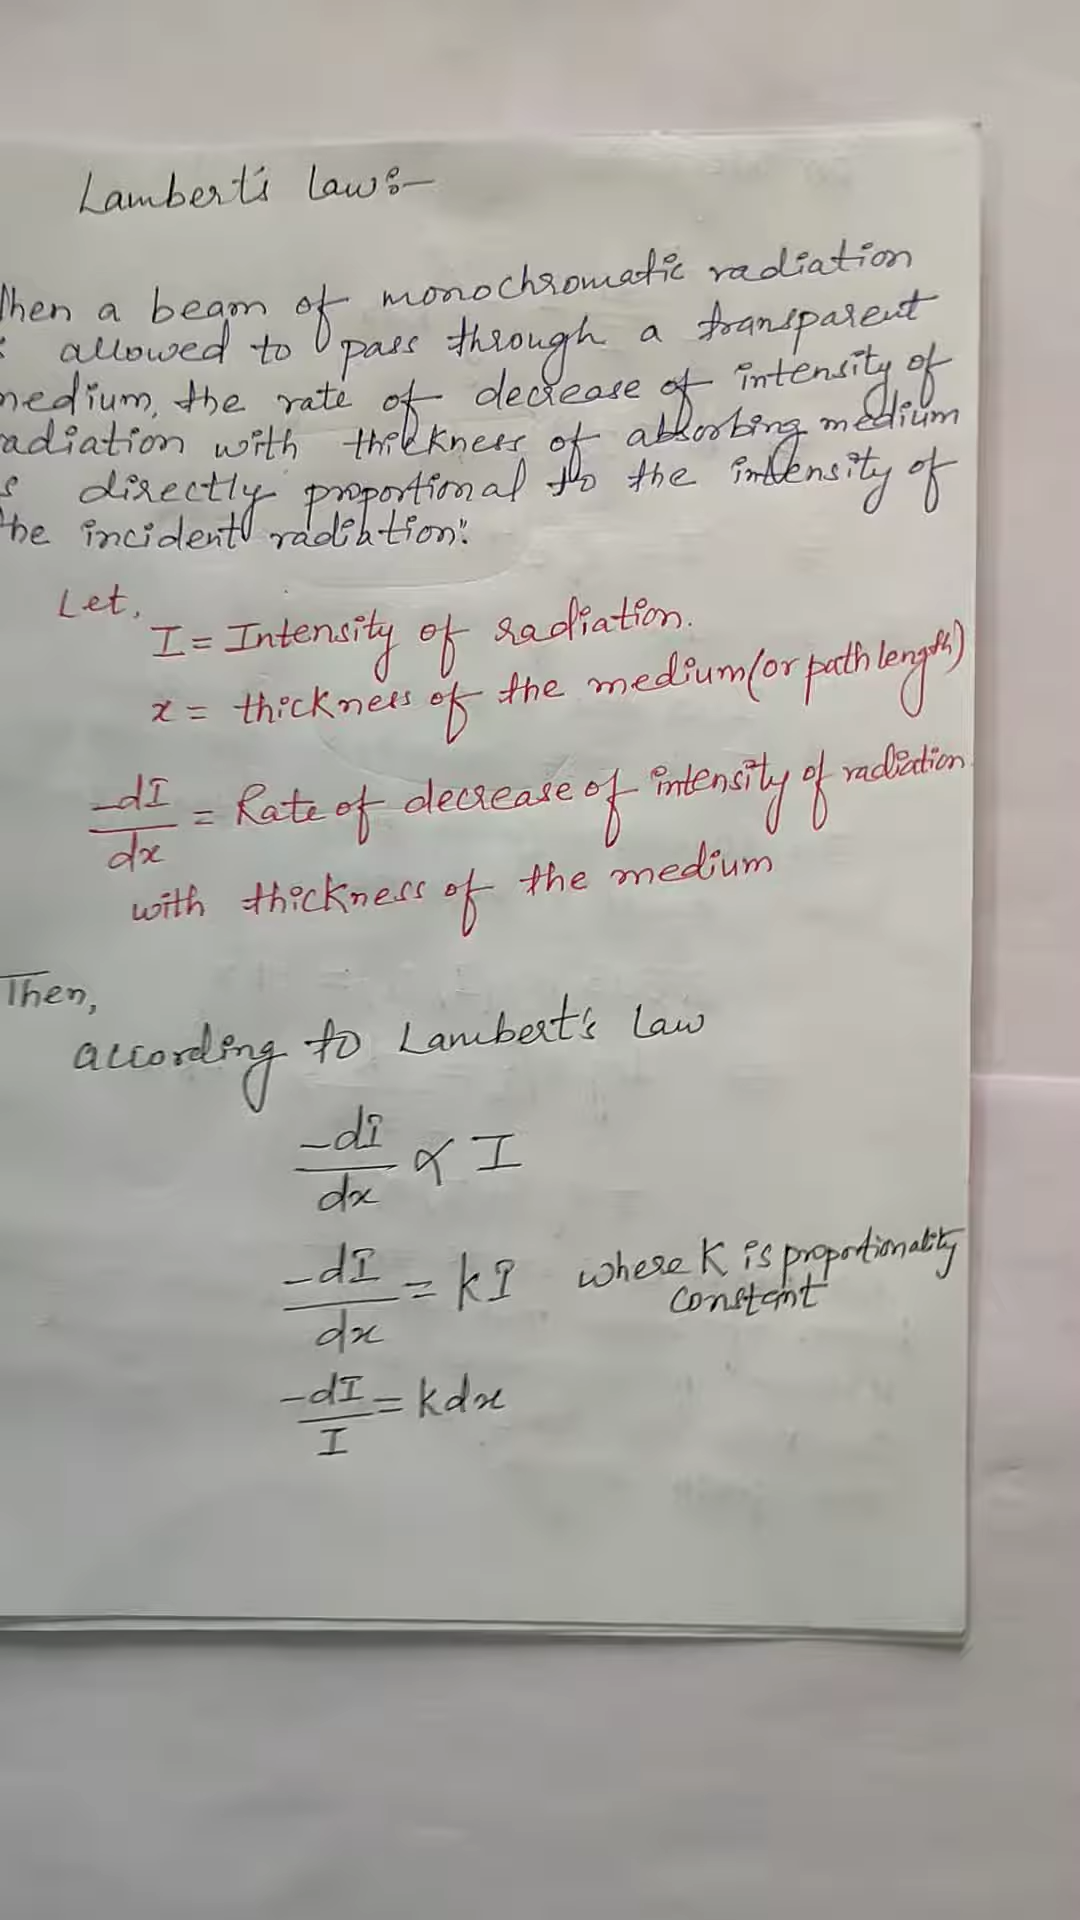 Lambert's law:-
hen a beam of monochromatic radiation
allowed to pass through a transparent
medium, the rate of decrease of intensity of
adiation with thickness of absorbing medium
s directly proportional to the intensity of
he incident radiation".
Let,
I = Intensity of radiation.
x = thickness of the medium (or path length)
-dI/dx = Rate of decrease of intensity of radiation
with thickness of the medium
Then,
according to Lambert's law
-dI/dx ∝ I
-dI/dx = kI where K is proportionality
constant
-dI/I = kdx